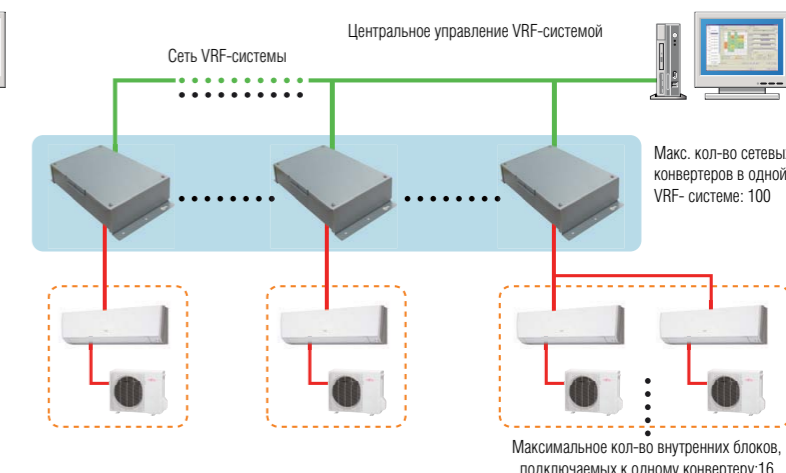 Центральное управление VRF-системой
Сеть VRF-системы
Макс. кол-во сетевых
конвертеров в одной
VRF- системе: 100
Максимальное кол-во внутренних блоков,
подключаемых к одному конвертеру:16